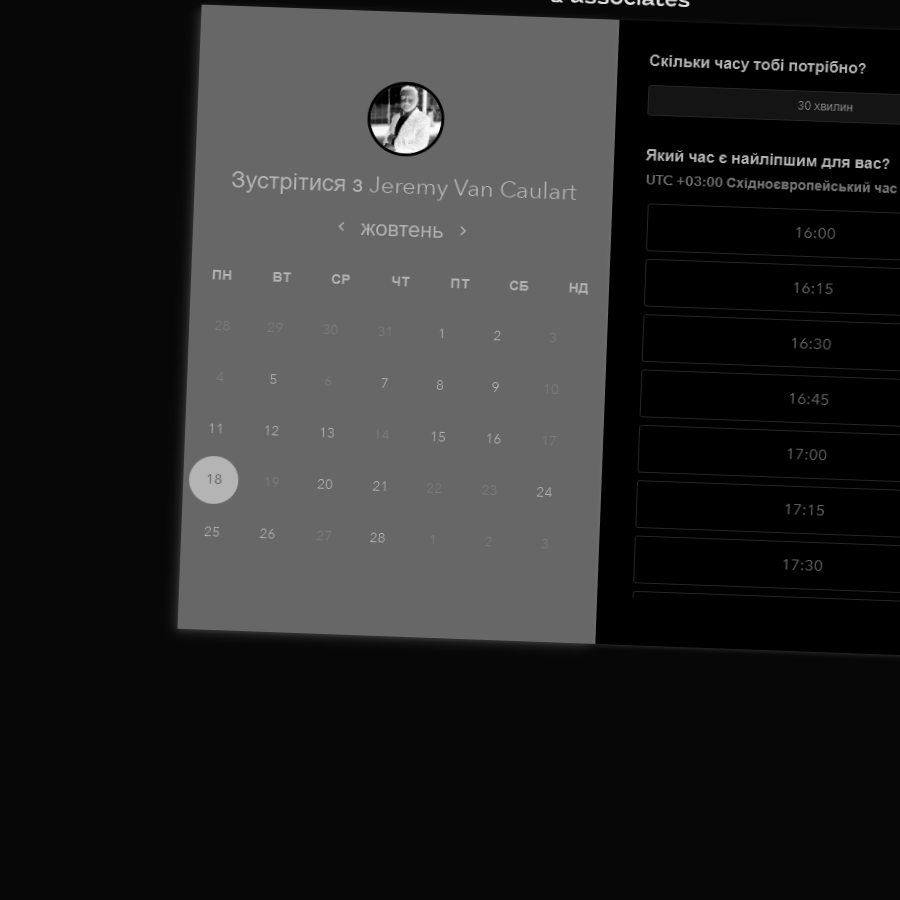 & associates
Зустрітися з Jeremy Van Caulart
жовтень
ПН ВТ СР ЧТ ПТ СБ НД
28 29 30 31 1 2 3
4 5 6 7 8 9 10
11 12 13 14 15 16 17
18 19 20 21 22 23 24
25 26 27 28 1 2 3
Скільки часу тобі потрібно?
30 хвилин
Який час є найліпшим для вас?
UTC +03:00 Східноєвропейський час
16:00
16:15
16:30
16:45
17:00
17:15
17:30